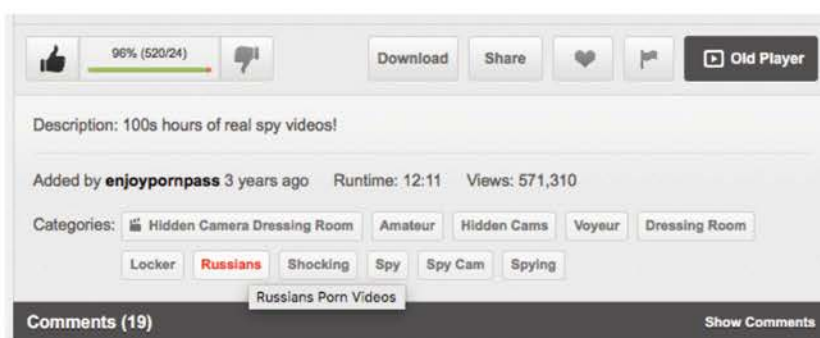 96% (520/24) Download Share Old Player
Description: 100s hours of real spy videos!
Added by enjoypornpass 3 years ago Runtime: 12:11 Views: 571,310
Categories: Hidden Camera Dressing Room Amateur Hidden Cams Voyeur Dressing Room
Locker Russians Shocking Spy Spy Cam Spying
Russians Porn Videos
Comments (19) Show Comments